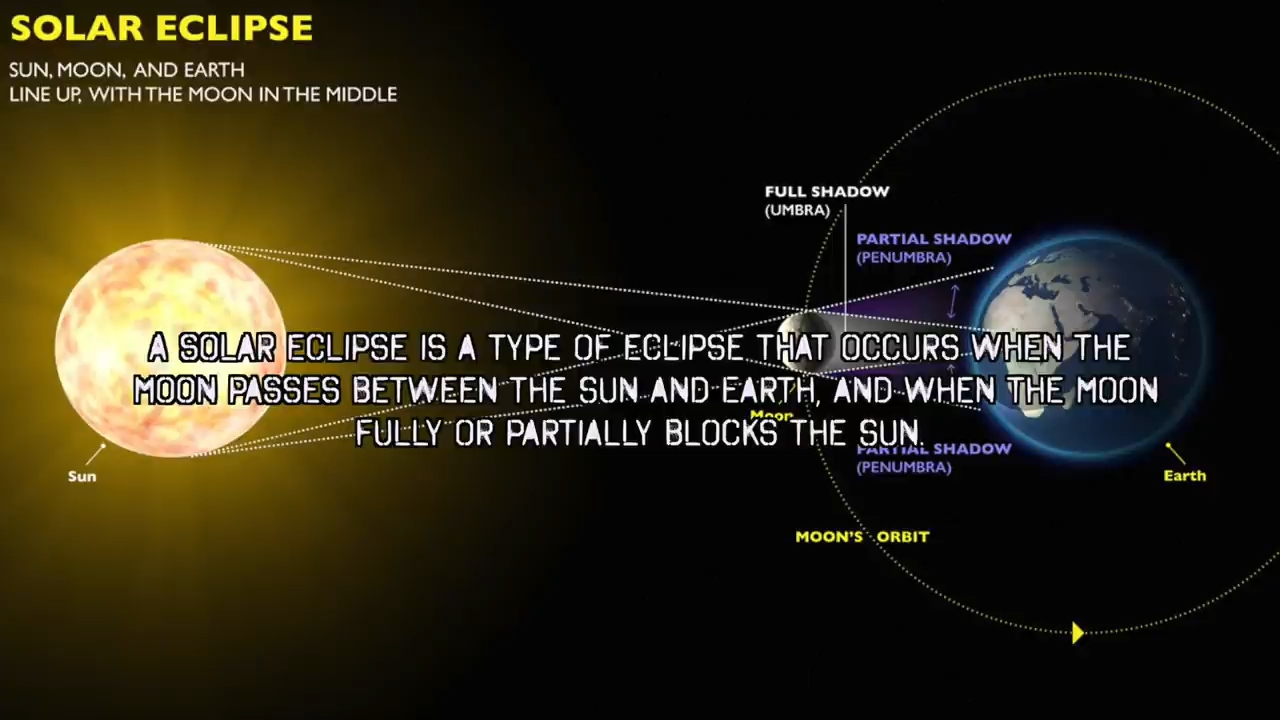 SOLAR ECLIPSE
SUN, MOON, AND EARTH
LINE UP, WITH THE MOON IN THE MIDDLE
FULL SHADOW
(UMBRA)
PARTIAL SHADOW
(PENUMBRA)
A SOLAR ECLIPSE IS A TYPE OF ECLIPSE THAT OCCURS WHEN THE
MOON PASSES BETWEEN THE SUN AND EARTH, AND WHEN THE MOON
FULLY OR PARTIALLY BLOCKS THE SUN.
Moon
PARTIAL SHADOW
(PENUMBRA)
Sun
Earth
MOON'S ORBIT